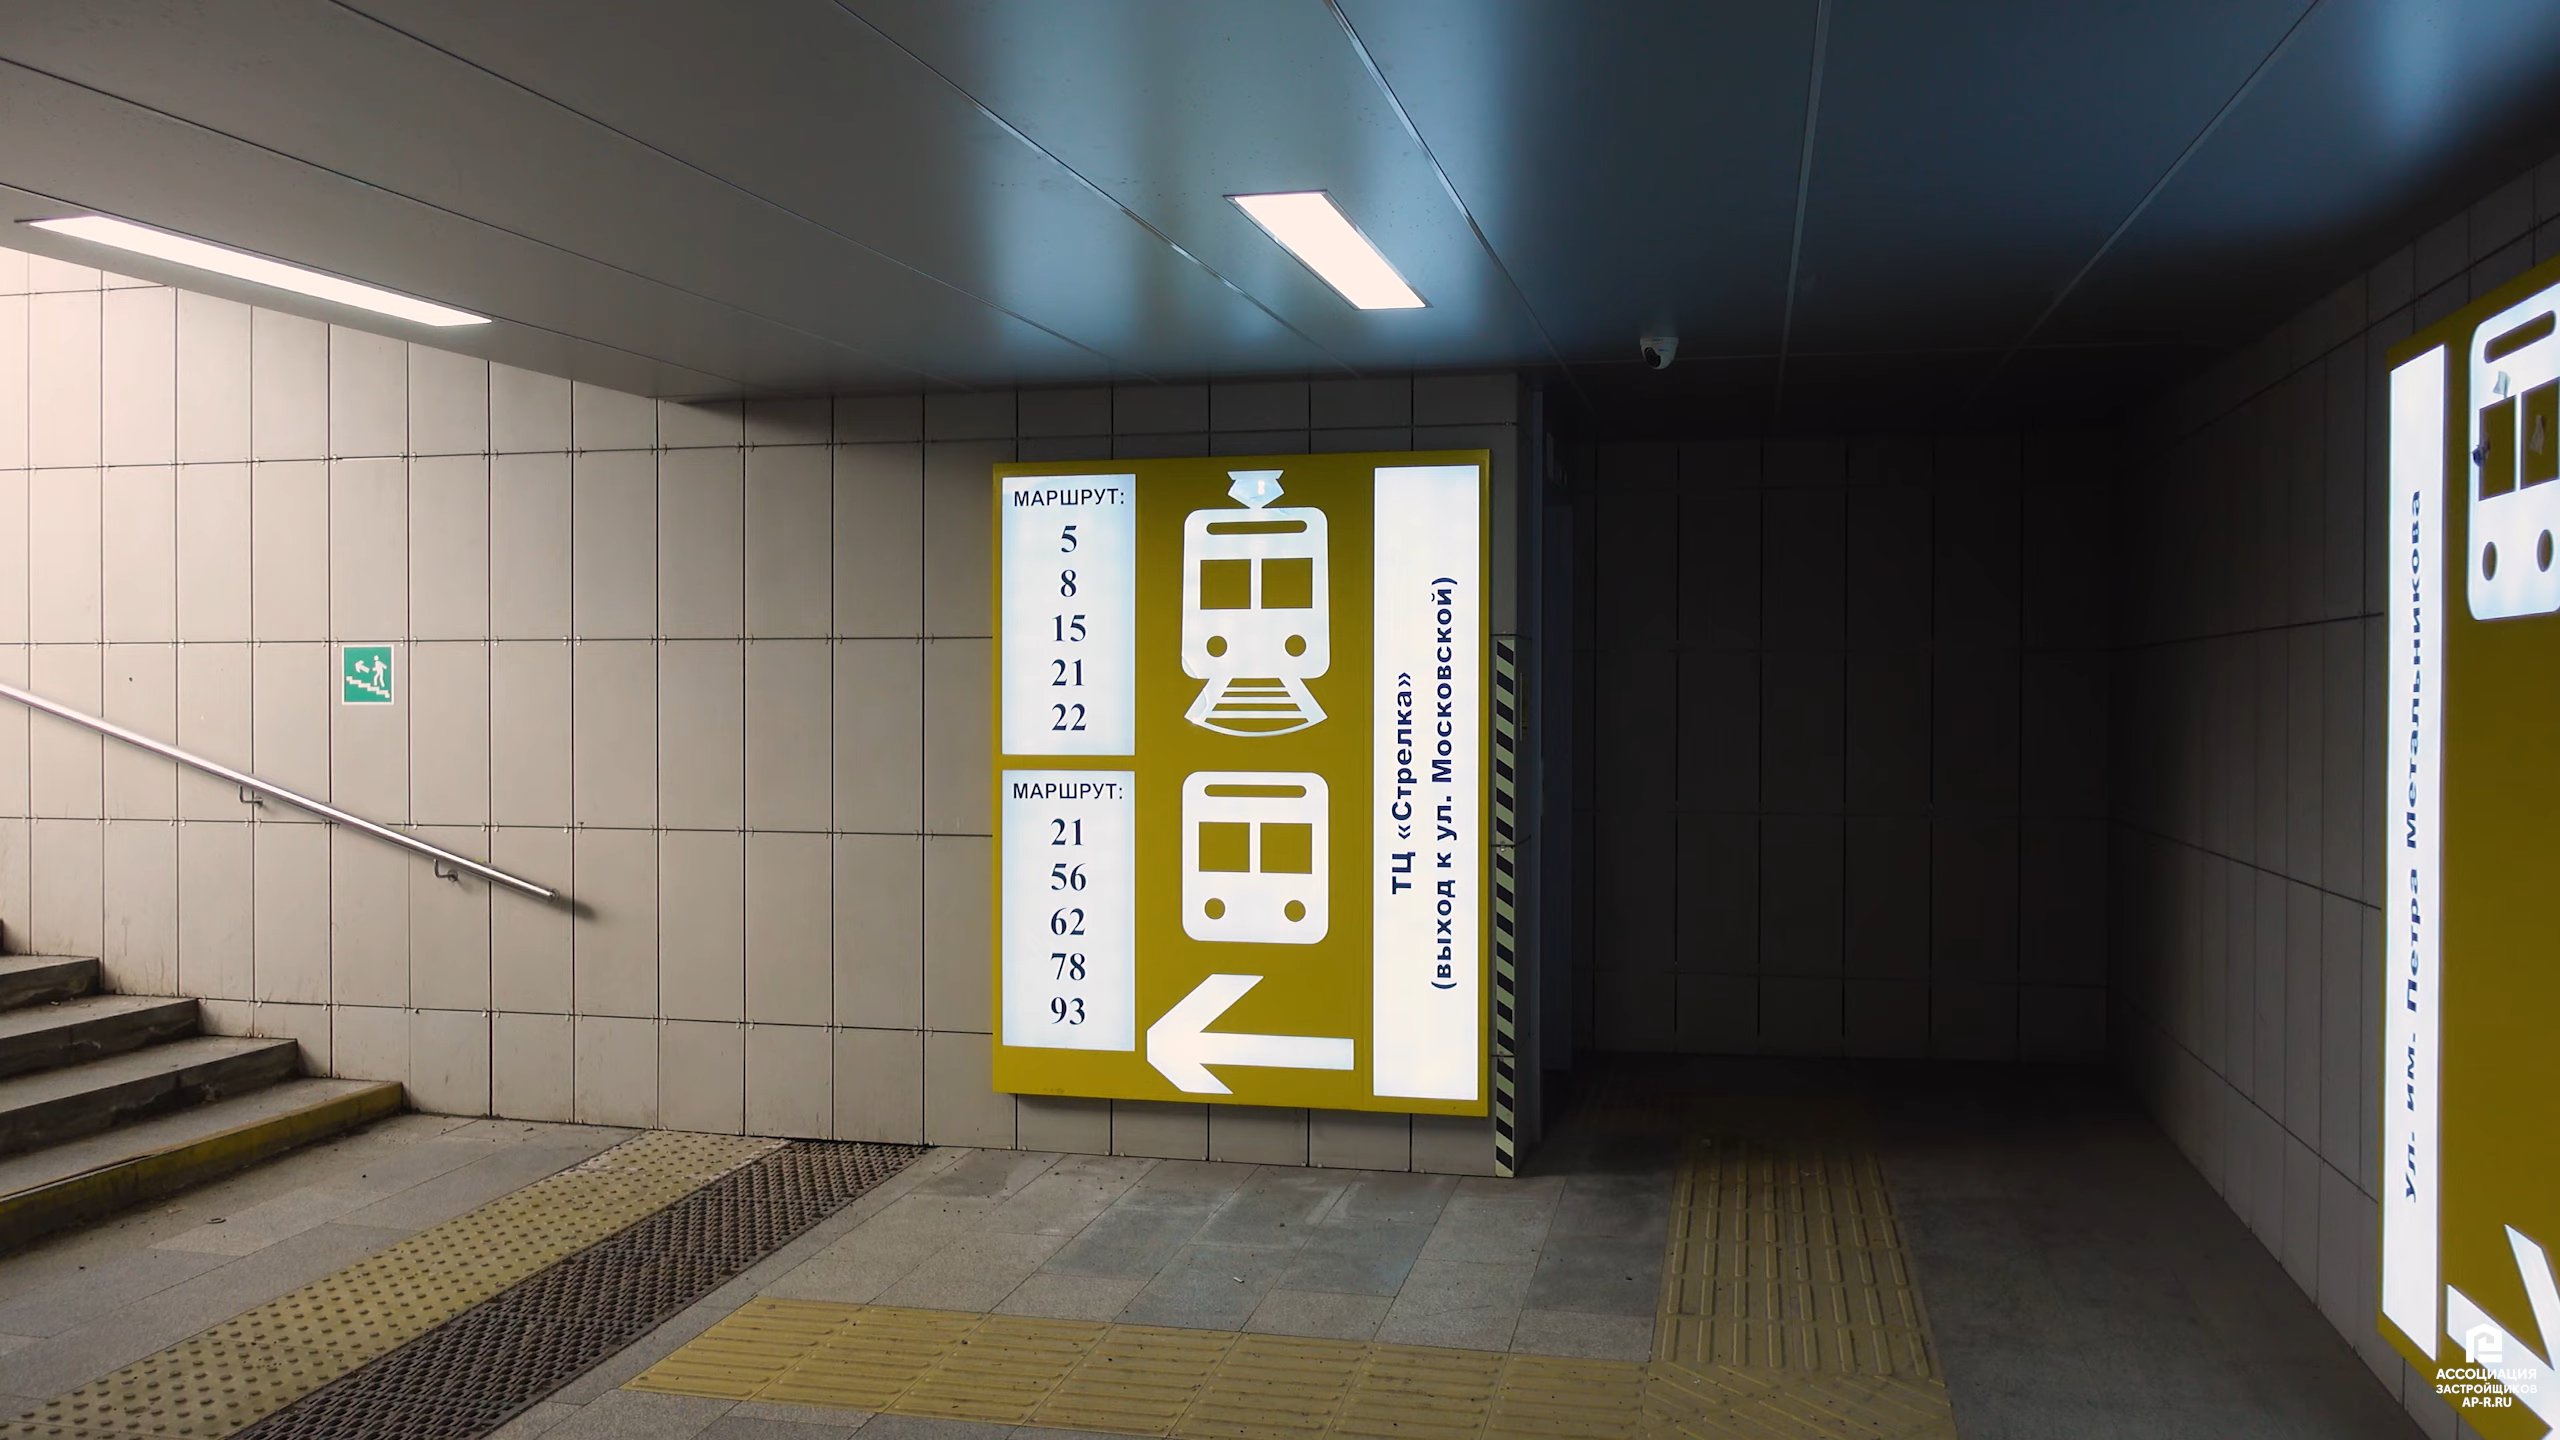 МАРШРУТ:
5
8
15
21
22
МАРШРУТ:
21
56
62
78
93
ТЦ «Стрелка»
(выход к ул. Московской)
Ул. им. Петра Метальникова
АССОЦИАЦИЯ
ЗАСТРОЙЩИКОВ
AP-R.RU